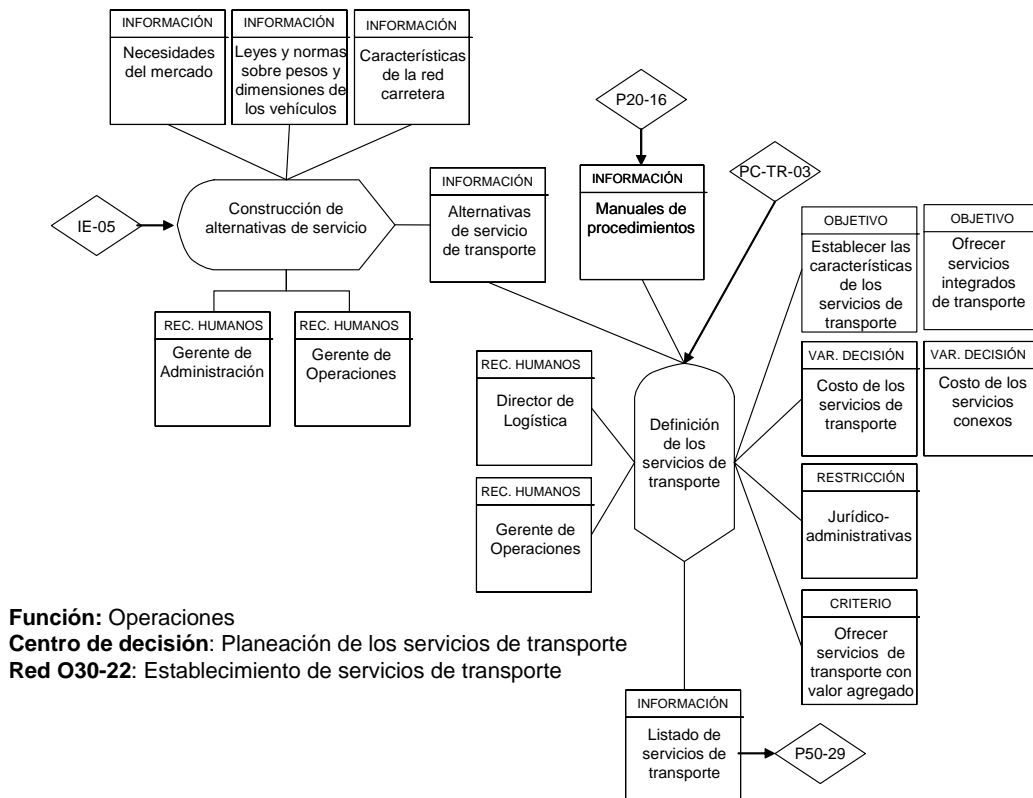 INFORMACIÓN
Necesidades
del mercado
INFORMACIÓN
Leyes y normas
sobre pesos y
dimensiones de
los vehículos
INFORMACIÓN
Características
de la red
carretera
P20-16
PC-TR-03
IE-05
Construcción de
alternativas de servicio
INFORMACIÓN
Alternativas
de servicio
de transporte
INFORMACIÓN
Manuales de
procedimientos
OBJETIVO
Establecer las
características
de los
servicios de
transporte
OBJETIVO
Ofrecer
servicios
integrados
de transporte
REC. HUMANOS
Gerente de
Administración
REC. HUMANOS
Gerente de
Operaciones
REC. HUMANOS
Director de
Logística
REC. HUMANOS
Gerente de
Operaciones
Definición
de los
servicios de
transporte
VAR. DECISIÓN
Costo de los
servicios de
transporte
VAR. DECISIÓN
Costo de los
servicios
conexos
RESTRICCIÓN
Jurídico-
administrativas
CRITERIO
Ofrecer
servicios de
transporte con
valor agregado
Función: Operaciones
Centro de decisión: Planeación de los servicios de transporte
Red O30-22: Establecimiento de servicios de transporte
INFORMACIÓN
Listado de
servicios de
transporte
P50-29